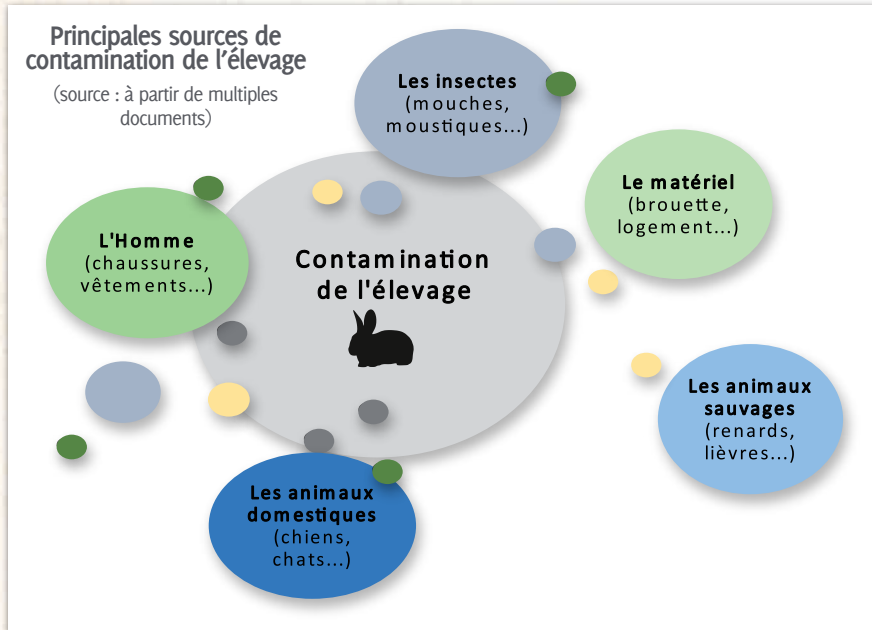 Principales sources de
contamination de l'élevage
(source : à partir de multiples
documents)
Les insectes
(mouches,
moustiques...)
Le matériel
(brouette,
logement...)
L'Homme
(chaussures,
vêtements...)
Contamination
de l'élevage
Les animaux
sauvages
(renards,
lièvres...)
Les animaux
domestiques
(chiens,
chats...)